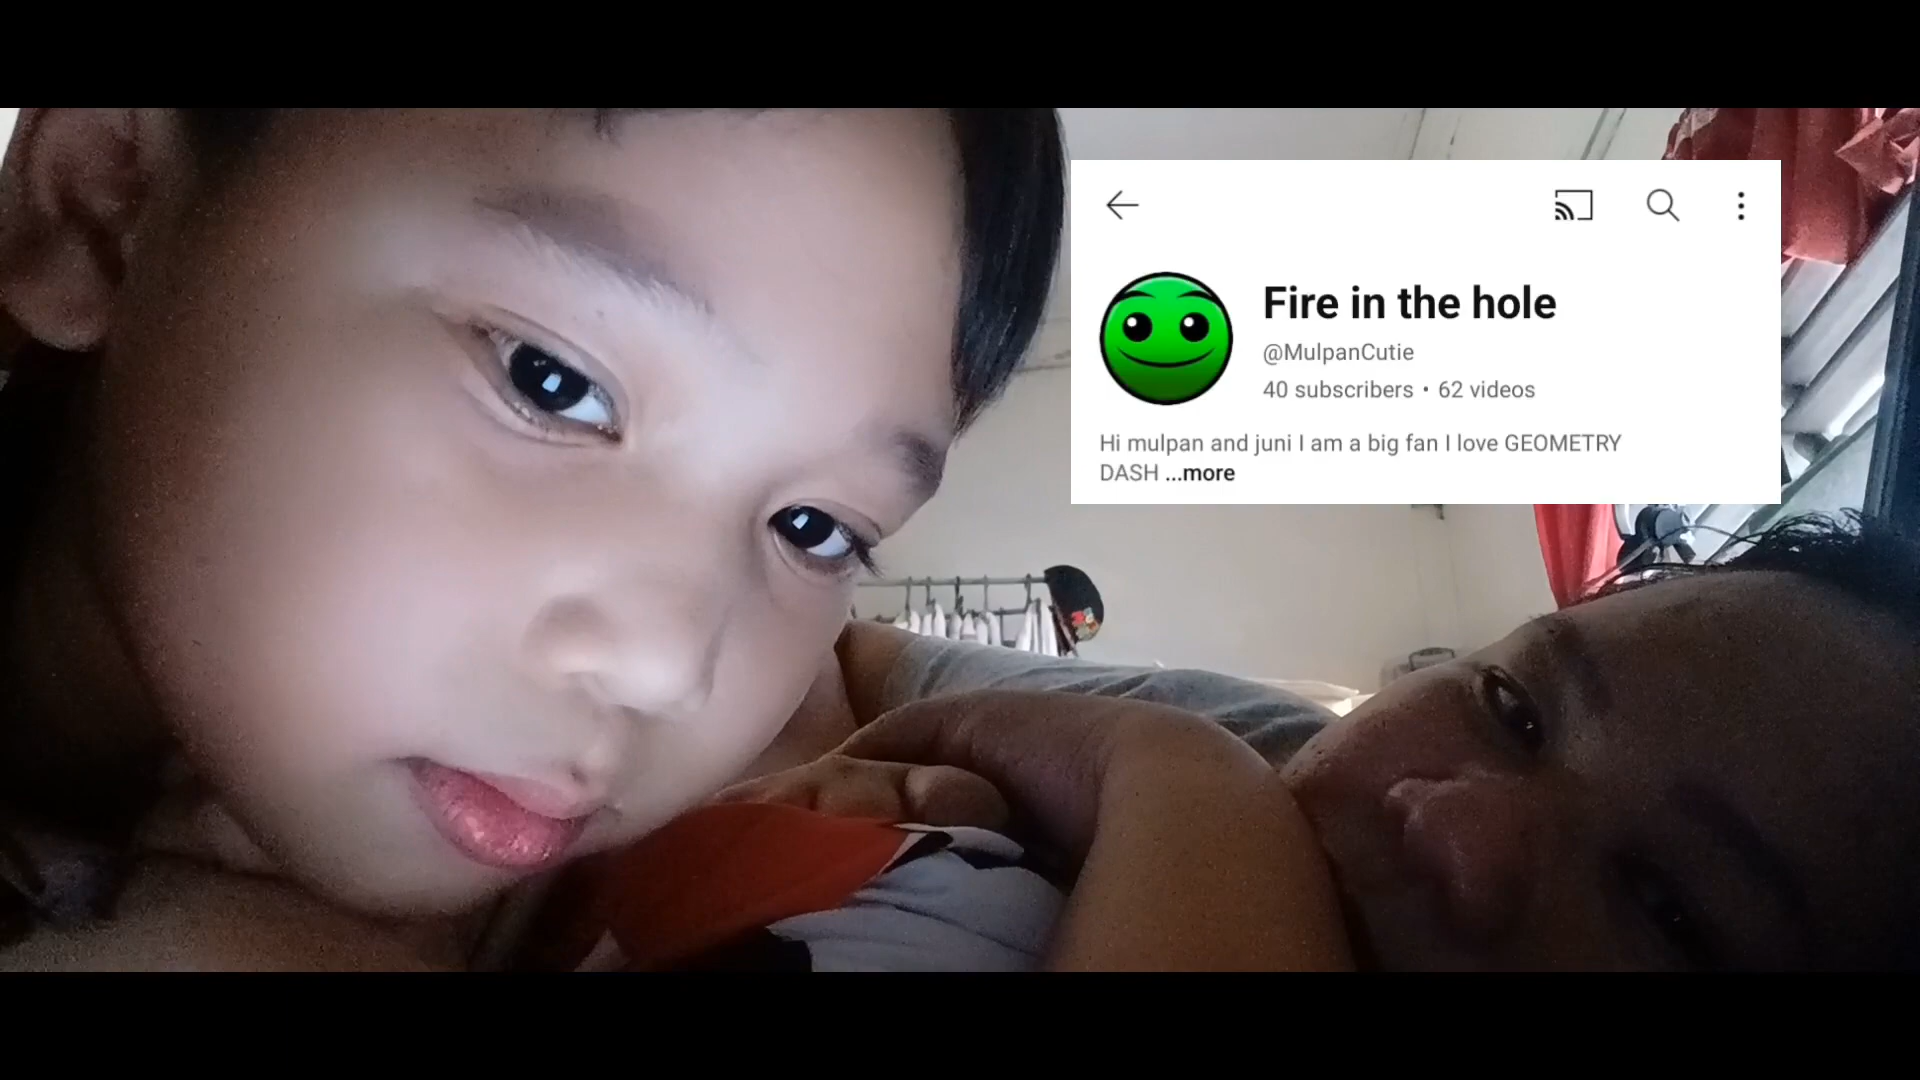 Fire in the hole
@MulpanCutie
40 subscribers • 62 videos
Hi mulpan and juni I am a big fan I love GEOMETRY
DASH ...more